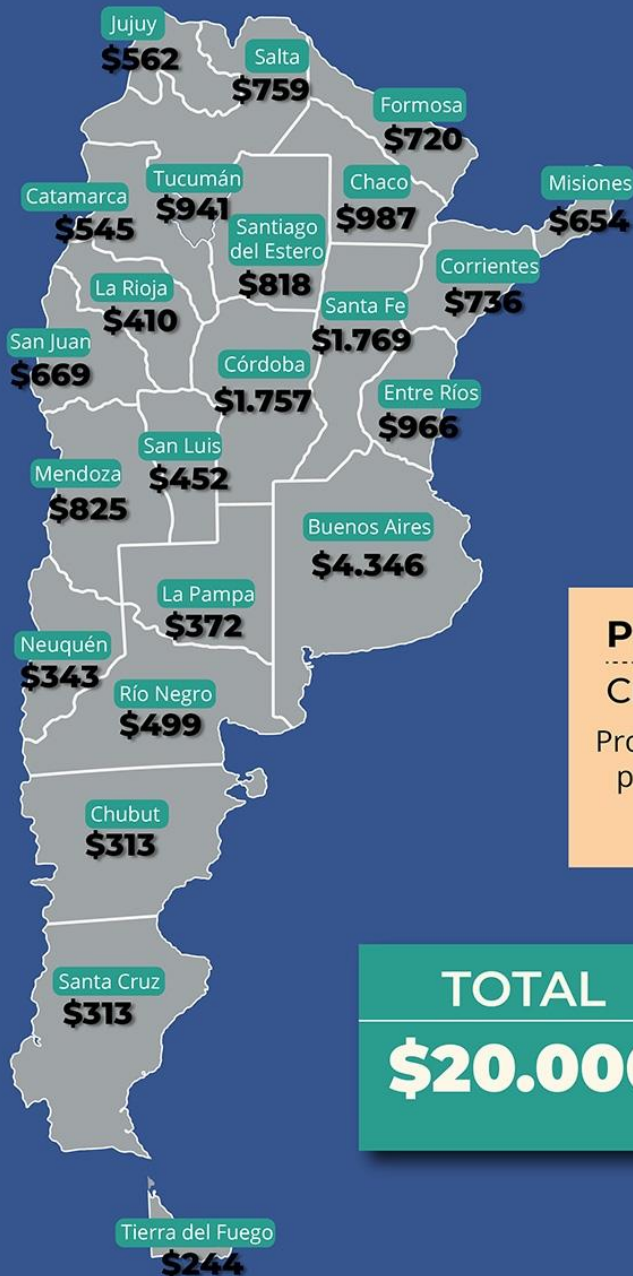 Jujuy
$562
Salta
$759
Formosa
$720
Misiones
$654
Catamarca
$545
Tucumán
$941
Chaco
$987
Santiago
del Estero
$818
Corrientes
$736
La Rioja
$410
Santa Fe
$1.769
San Juan
$669
Córdoba
$1.757
Entre Ríos
$966
Mendoza
$825
San Luis
$452
Buenos Aires
$4.346
La Pampa
$372
Neuquén
$343
Río Negro
$499
Chubut
$313
Santa Cruz
$313
TOTAL
$20.000
Tierra del Fuego
$244